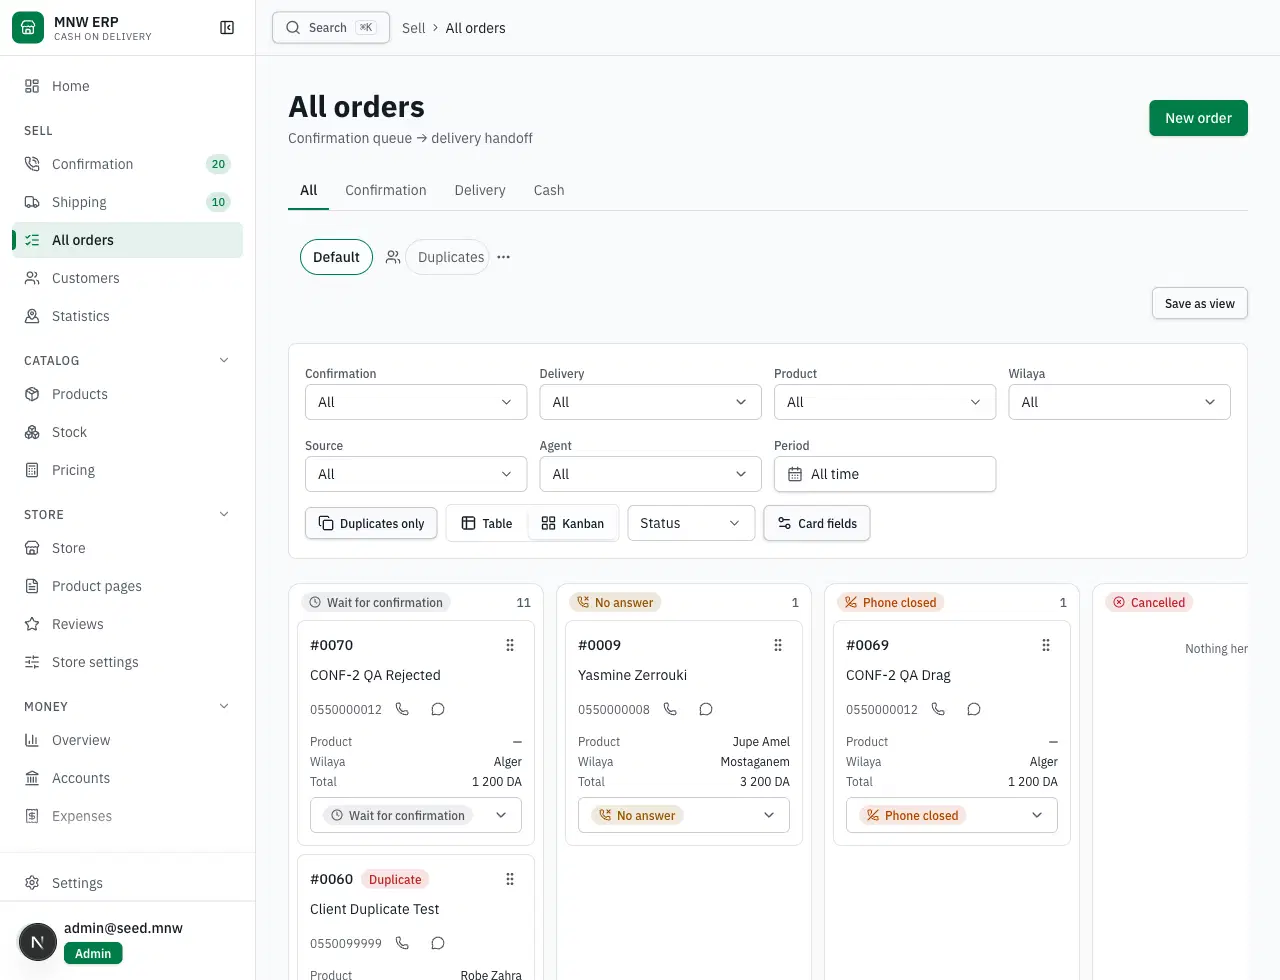 MNW ERP
CASH ON DELIVERY
Search ⌘K
Sell › All orders
Home
SELL
Confirmation 20
Shipping 10
All orders
Customers
Statistics
CATALOG
Products
Stock
Pricing
STORE
Store
Product pages
Reviews
Store settings
MONEY
Overview
Accounts
Expenses
Settings
N
admin@seed.mnw
Admin
All orders
Confirmation queue → delivery handoff
New order
All Confirmation Delivery Cash
Default Duplicates ···
Save as view
Confirmation Delivery Product Wilaya
All All All All
Source Agent Period
All All All time
Duplicates only Table Kanban Status Card fields
Wait for confirmation 11
#0070
CONF-2 QA Rejected
0550000012
Product —
Wilaya Alger
Total 1 200 DA
Wait for confirmation
#0060 Duplicate
Client Duplicate Test
0550099999
Product Robe Zahra
No answer 1
#0009
Yasmine Zerrouki
0550000008
Product Jupe Amel
Wilaya Mostaganem
Total 3 200 DA
No answer
Phone closed 1
#0069
CONF-2 QA Drag
0550000012
Product —
Wilaya Alger
Total 1 200 DA
Phone closed
Cancelled
Nothing her